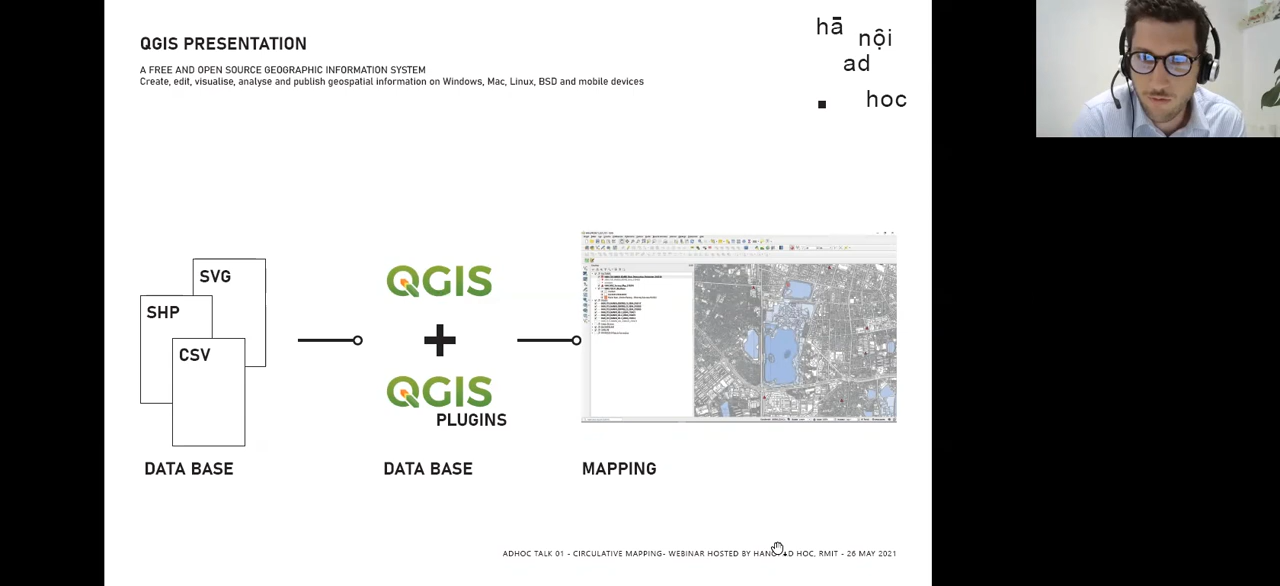 QGIS PRESENTATION
A FREE AND OPEN SOURCE GEOGRAPHIC INFORMATION SYSTEM
Create, edit, visualise, analyse and publish geospatial information on Windows, Mac, Linux, BSD and mobile devices
hā
nội
ad
hoc
SVG
SHP
CSV
QGIS
+
QGIS
PLUGINS
DATA BASE
DATA BASE
MAPPING
ADHOC TALK 01 - CIRCULATIVE MAPPING- WEBINAR HOSTED BY HOC, RMIT - 26 MAY 2021